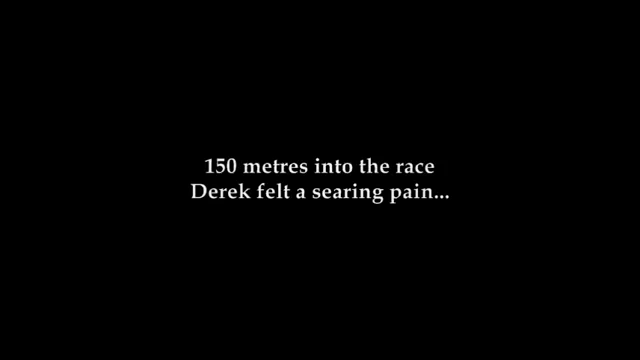 150 metres into the race
Derek felt a searing pain...